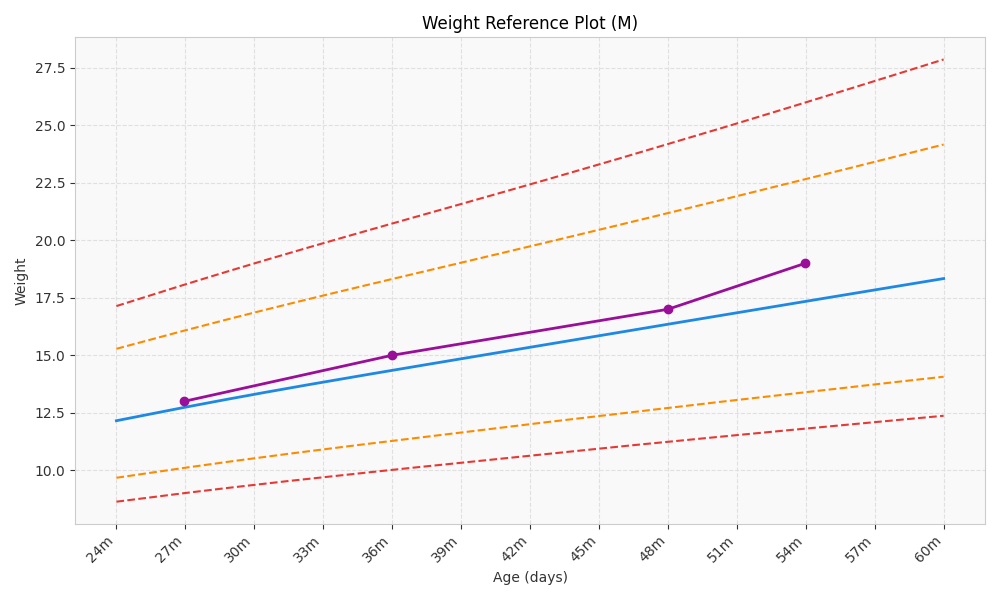 Weight Reference Plot (M)
Weight
27.5
25.0
22.5
20.0
17.5
15.0
12.5
10.0
24m
27m
30m
33m
36m
39m
42m
45m
48m
51m
54m
57m
60m
Age (days)